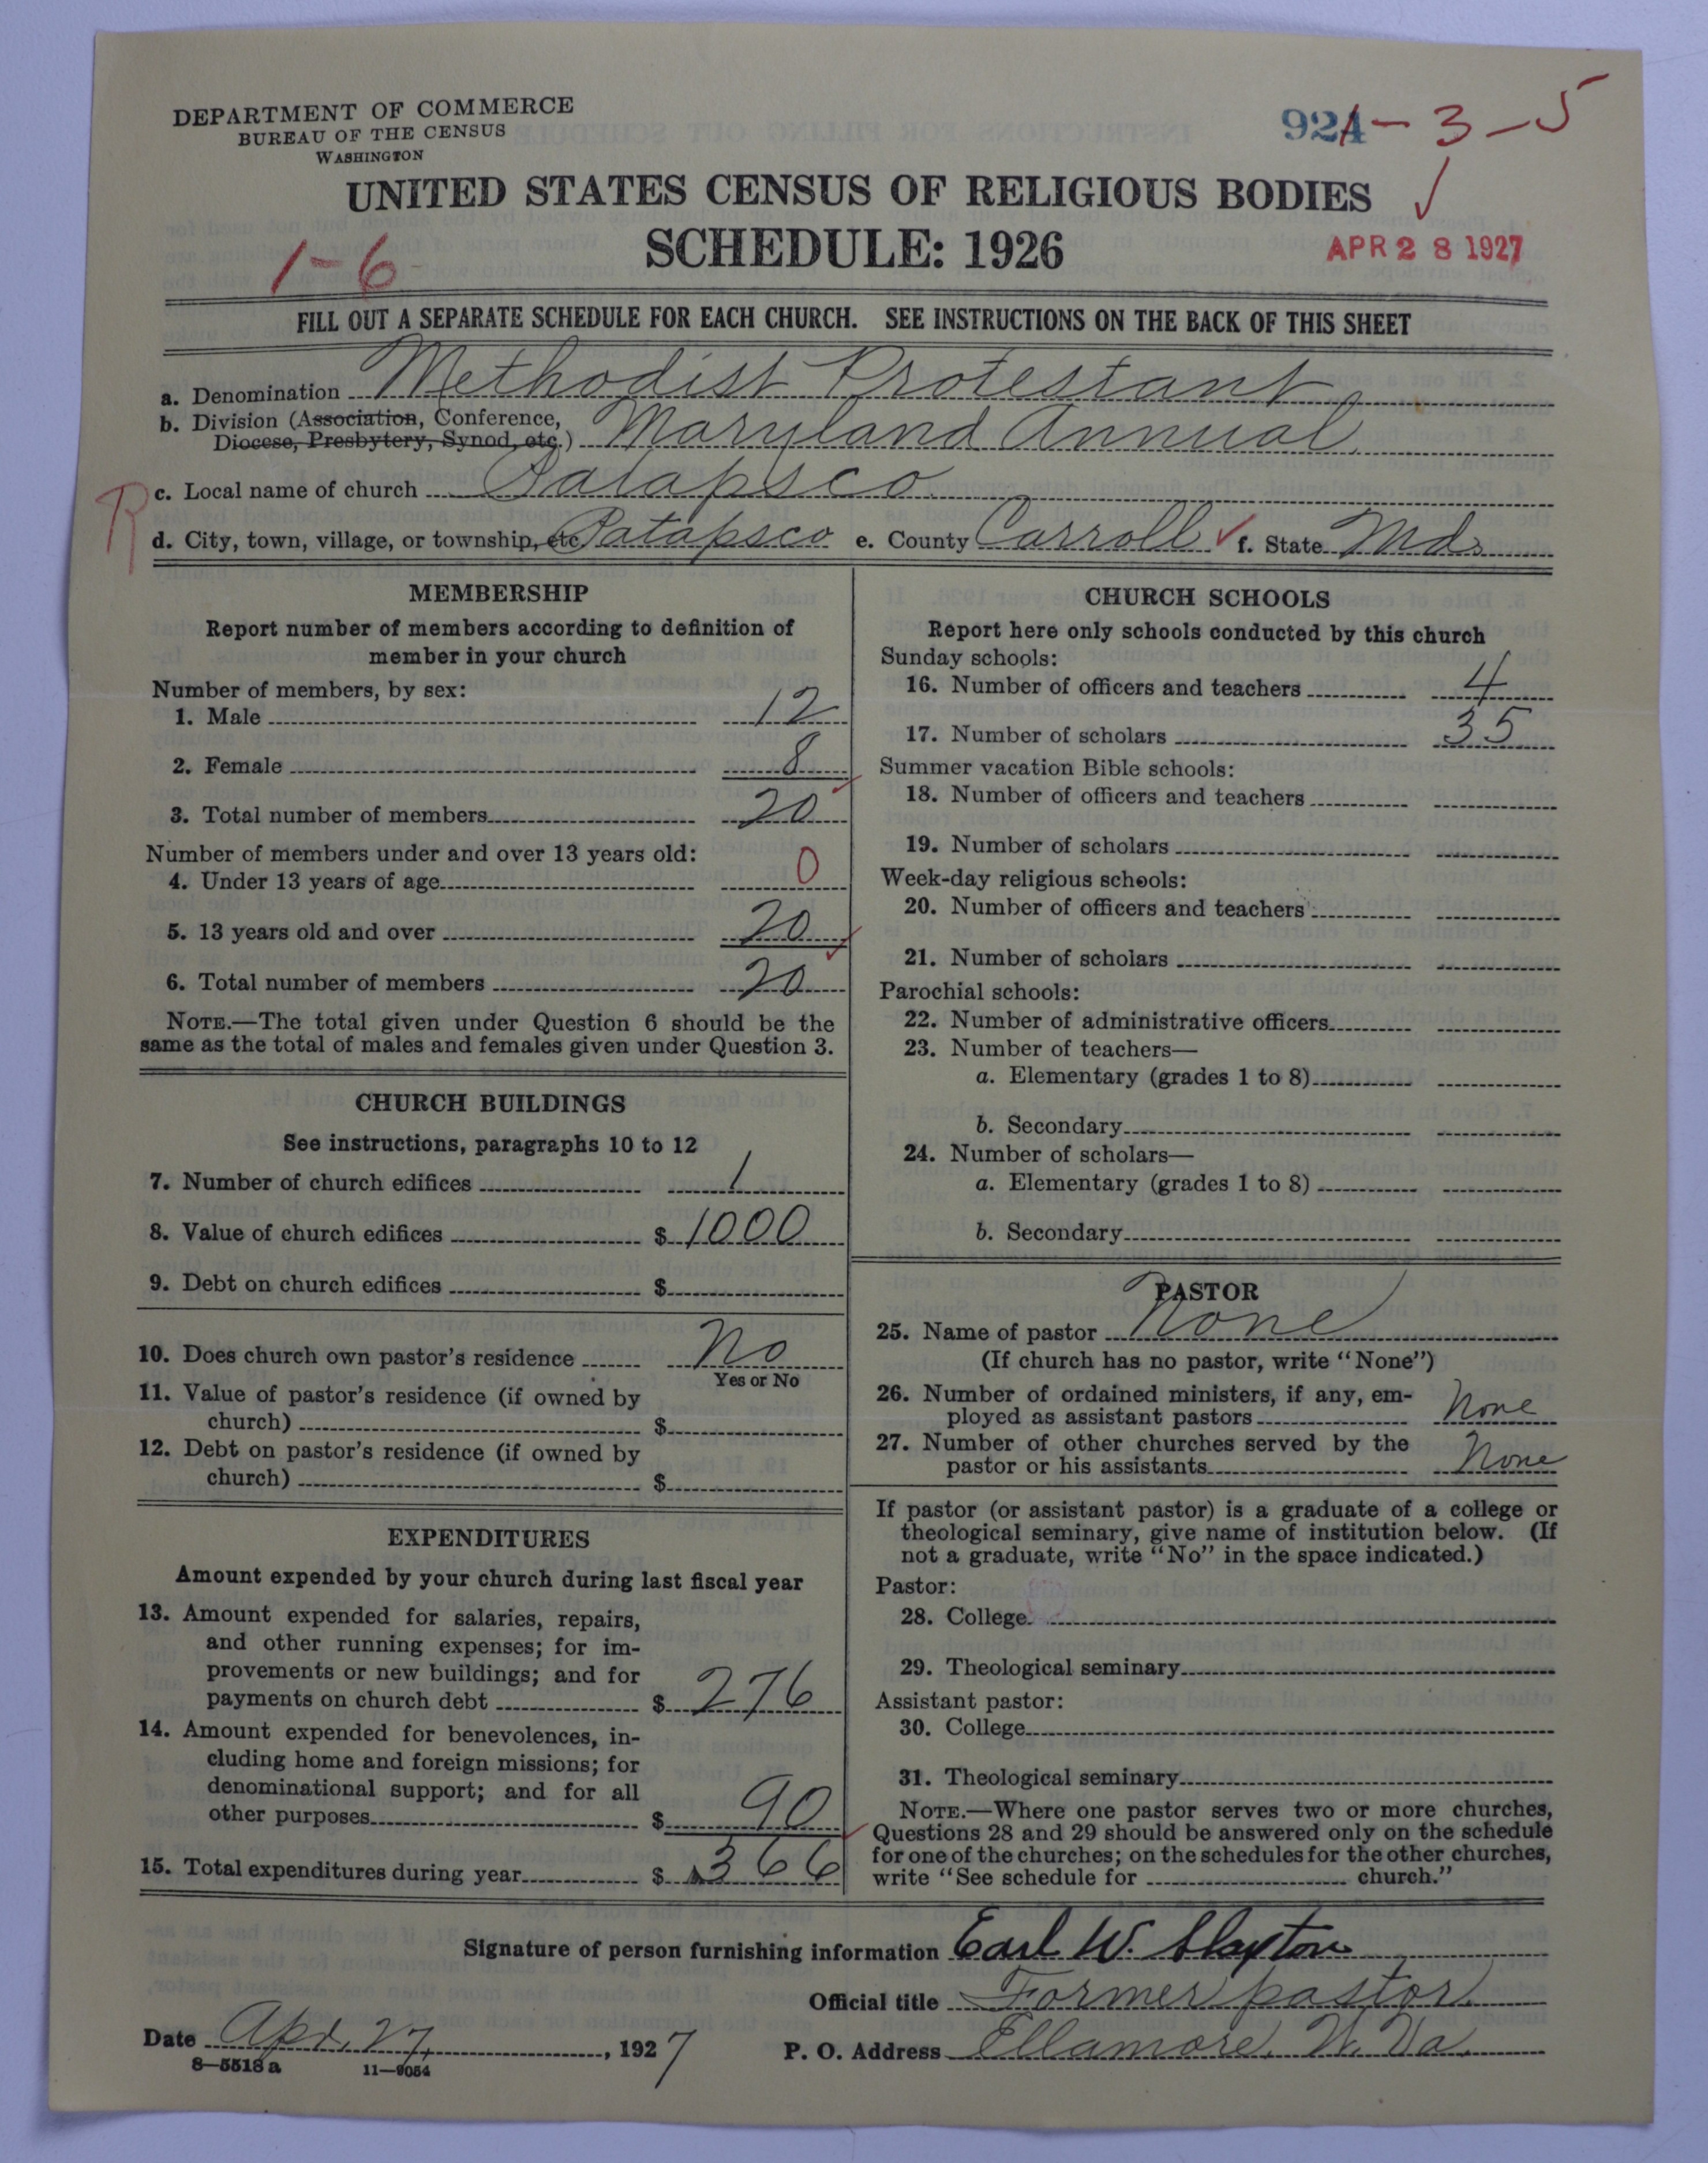 DEPARTMENT OF COMMERCE
BUREAU OF THE CENSUS
WASHINGTON
924-3-5
UNITED STATES CENSUS OF RELIGIOUS BODIES
SCHEDULE: 1926
1-6
APR 28 1927
FILL OUT A SEPARATE SCHEDULE FOR EACH CHURCH. SEE INSTRUCTIONS ON THE BACK OF THIS SHEET
a. Denomination Methodist Protestant
b. Division (Association, Conference,
Diocese, Presbytery, Synod, etc.) Maryland Annual
c. Local name of church Patapsco
R
d. City, town, village, or township, etc Patapsco e. County Carroll ✓ f. State Md.
MEMBERSHIP
Report number of members according to definition of
member in your church
Number of members, by sex:
1. Male 12
2. Female 8
3. Total number of members 20
Number of members under and over 13 years old:
4. Under 13 years of age 0
5. 13 years old and over 20
6. Total number of members 20
NOTE.—The total given under Question 6 should be the
same as the total of males and females given under Question 3.
CHURCH BUILDINGS
See instructions, paragraphs 10 to 12
7. Number of church edifices 1
8. Value of church edifices $ 1000
9. Debt on church edifices $
10. Does church own pastor's residence No
Yes or No
11. Value of pastor's residence (if owned by
church) $
12. Debt on pastor's residence (if owned by
church) $
EXPENDITURES
Amount expended by your church during last fiscal year
13. Amount expended for salaries, repairs,
and other running expenses; for im-
provements or new buildings; and for
payments on church debt $ 276
14. Amount expended for benevolences, in-
cluding home and foreign missions; for
denominational support; and for all
other purposes $ 90
15. Total expenditures during year $ 366
CHURCH SCHOOLS
Report here only schools conducted by this church
Sunday schools:
16. Number of officers and teachers 4
17. Number of scholars 35
Summer vacation Bible schools:
18. Number of officers and teachers
19. Number of scholars
Week-day religious schools:
20. Number of officers and teachers
21. Number of scholars
Parochial schools:
22. Number of administrative officers
23. Number of teachers—
a. Elementary (grades 1 to 8)
b. Secondary
24. Number of scholars—
a. Elementary (grades 1 to 8)
b. Secondary
PASTOR
25. Name of pastor None
(If church has no pastor, write "None")
26. Number of ordained ministers, if any, em-
ployed as assistant pastors None
27. Number of other churches served by the
pastor or his assistants None
If pastor (or assistant pastor) is a graduate of a college or
theological seminary, give name of institution below. (If
not a graduate, write "No" in the space indicated.)
Pastor:
28. College
29. Theological seminary
Assistant pastor:
30. College
31. Theological seminary
NOTE.—Where one pastor serves two or more churches,
Questions 28 and 29 should be answered only on the schedule
for one of the churches; on the schedules for the other churches,
write "See schedule for church."
Signature of person furnishing information Earl W. Slayton
Official title Former pastor
Date Apr. 27, 1927 P. O. Address Ellamore, W. Va.
8—5518 a 11—9054